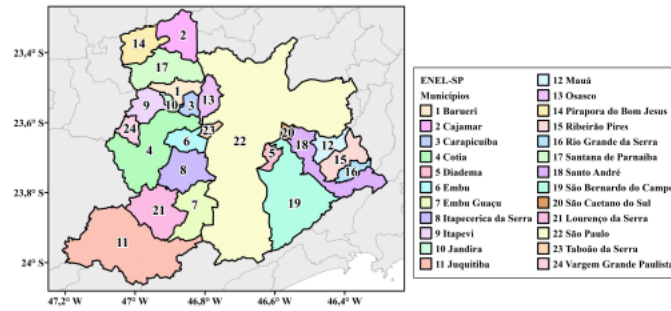 23,4° S
23,6° S
23,8° S
24° S
47,2° W
47° W
46,8° W
46,6° W
46,4° W
14
2
17
1
9
10
3
13
24
23
4
6
22
20
5
18
12
15
16
8
7
21
19
11
ENEL-SP
Municípios
1 Barueri
2 Cajamar
3 Carapicuíba
4 Cotia
5 Diadema
6 Embu
7 Embu Guaçu
8 Itapecerica da Serra
9 Itapevi
10 Jandira
11 Juquitiba
12 Mauá
13 Osasco
14 Pirapora do Bom Jesus
15 Ribeirão Pires
16 Rio Grande da Serra
17 Santana de Parnaíba
18 Santo André
19 São Bernardo do Campo
20 São Caetano do Sul
21 Lourenço da Serra
22 São Paulo
23 Taboão da Serra
24 Vargem Grande Paulista